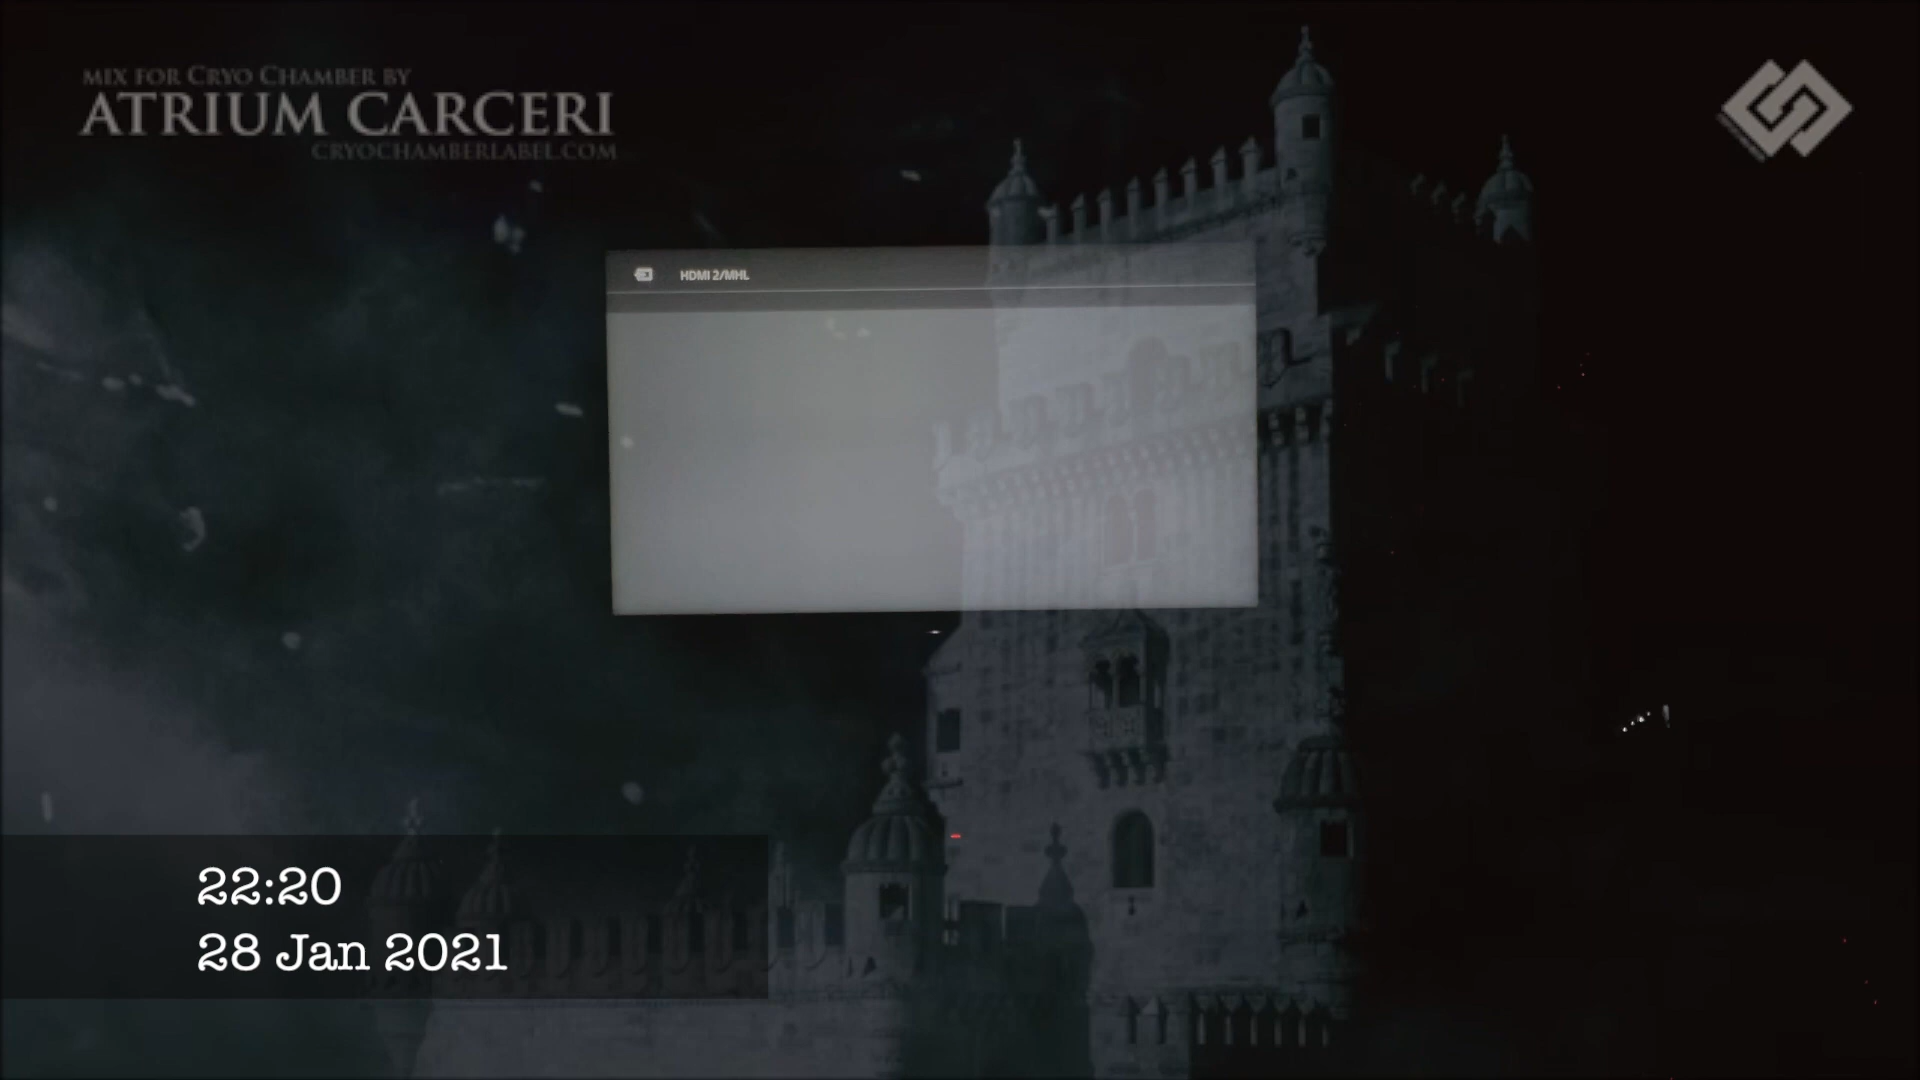 MIX FOR CRYO CHAMBER BY
ATRIUM CARCERI
CRYOCHAMBERLABEL.COM
HDMI 2/MHL
22:20
28 Jan 2021